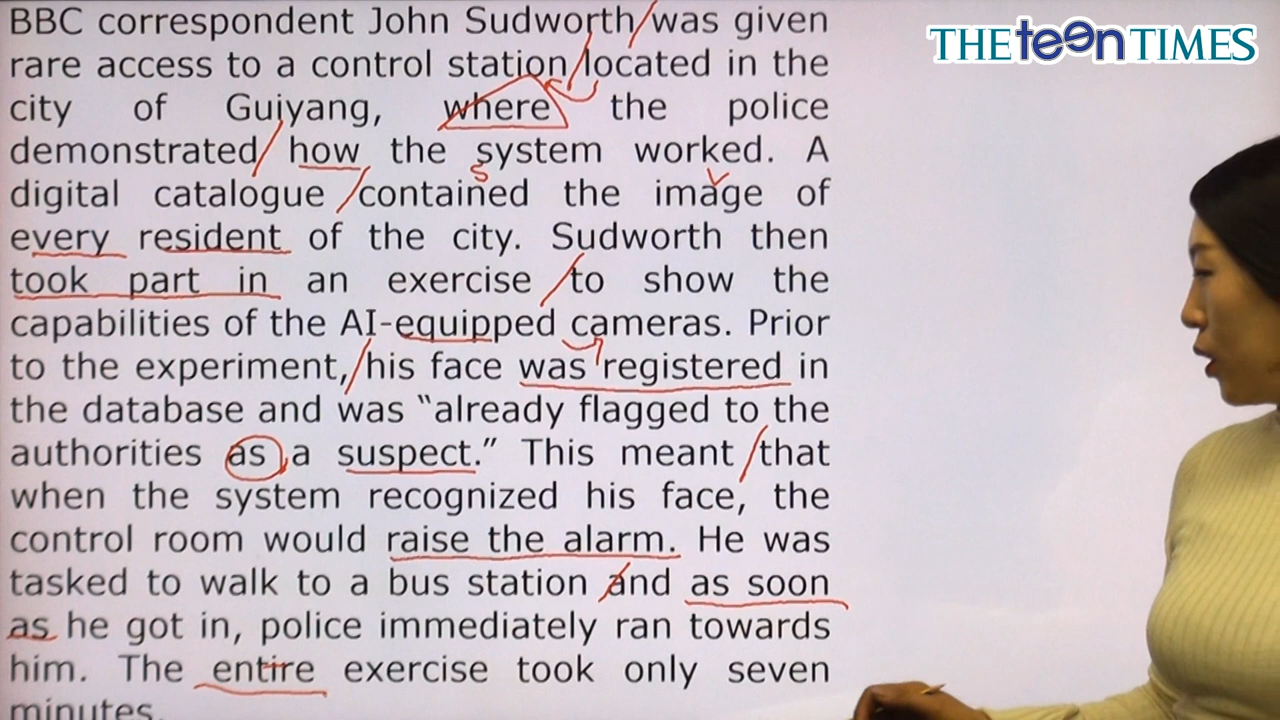 THE teen TIMES
BBC correspondent John Sudworth was given
rare access to a control station located in the
city of Guiyang, where the police
demonstrated how the system worked. A
digital catalogue contained the image of
every resident of the city. Sudworth then
took part in an exercise to show the
capabilities of the AI-equipped cameras. Prior
to the experiment, his face was registered in
the database and was “already flagged to the
authorities as a suspect.” This meant that
when the system recognized his face, the
control room would raise the alarm. He was
tasked to walk to a bus station and as soon
as he got in, police immediately ran towards
him. The entire exercise took only seven
minutes.